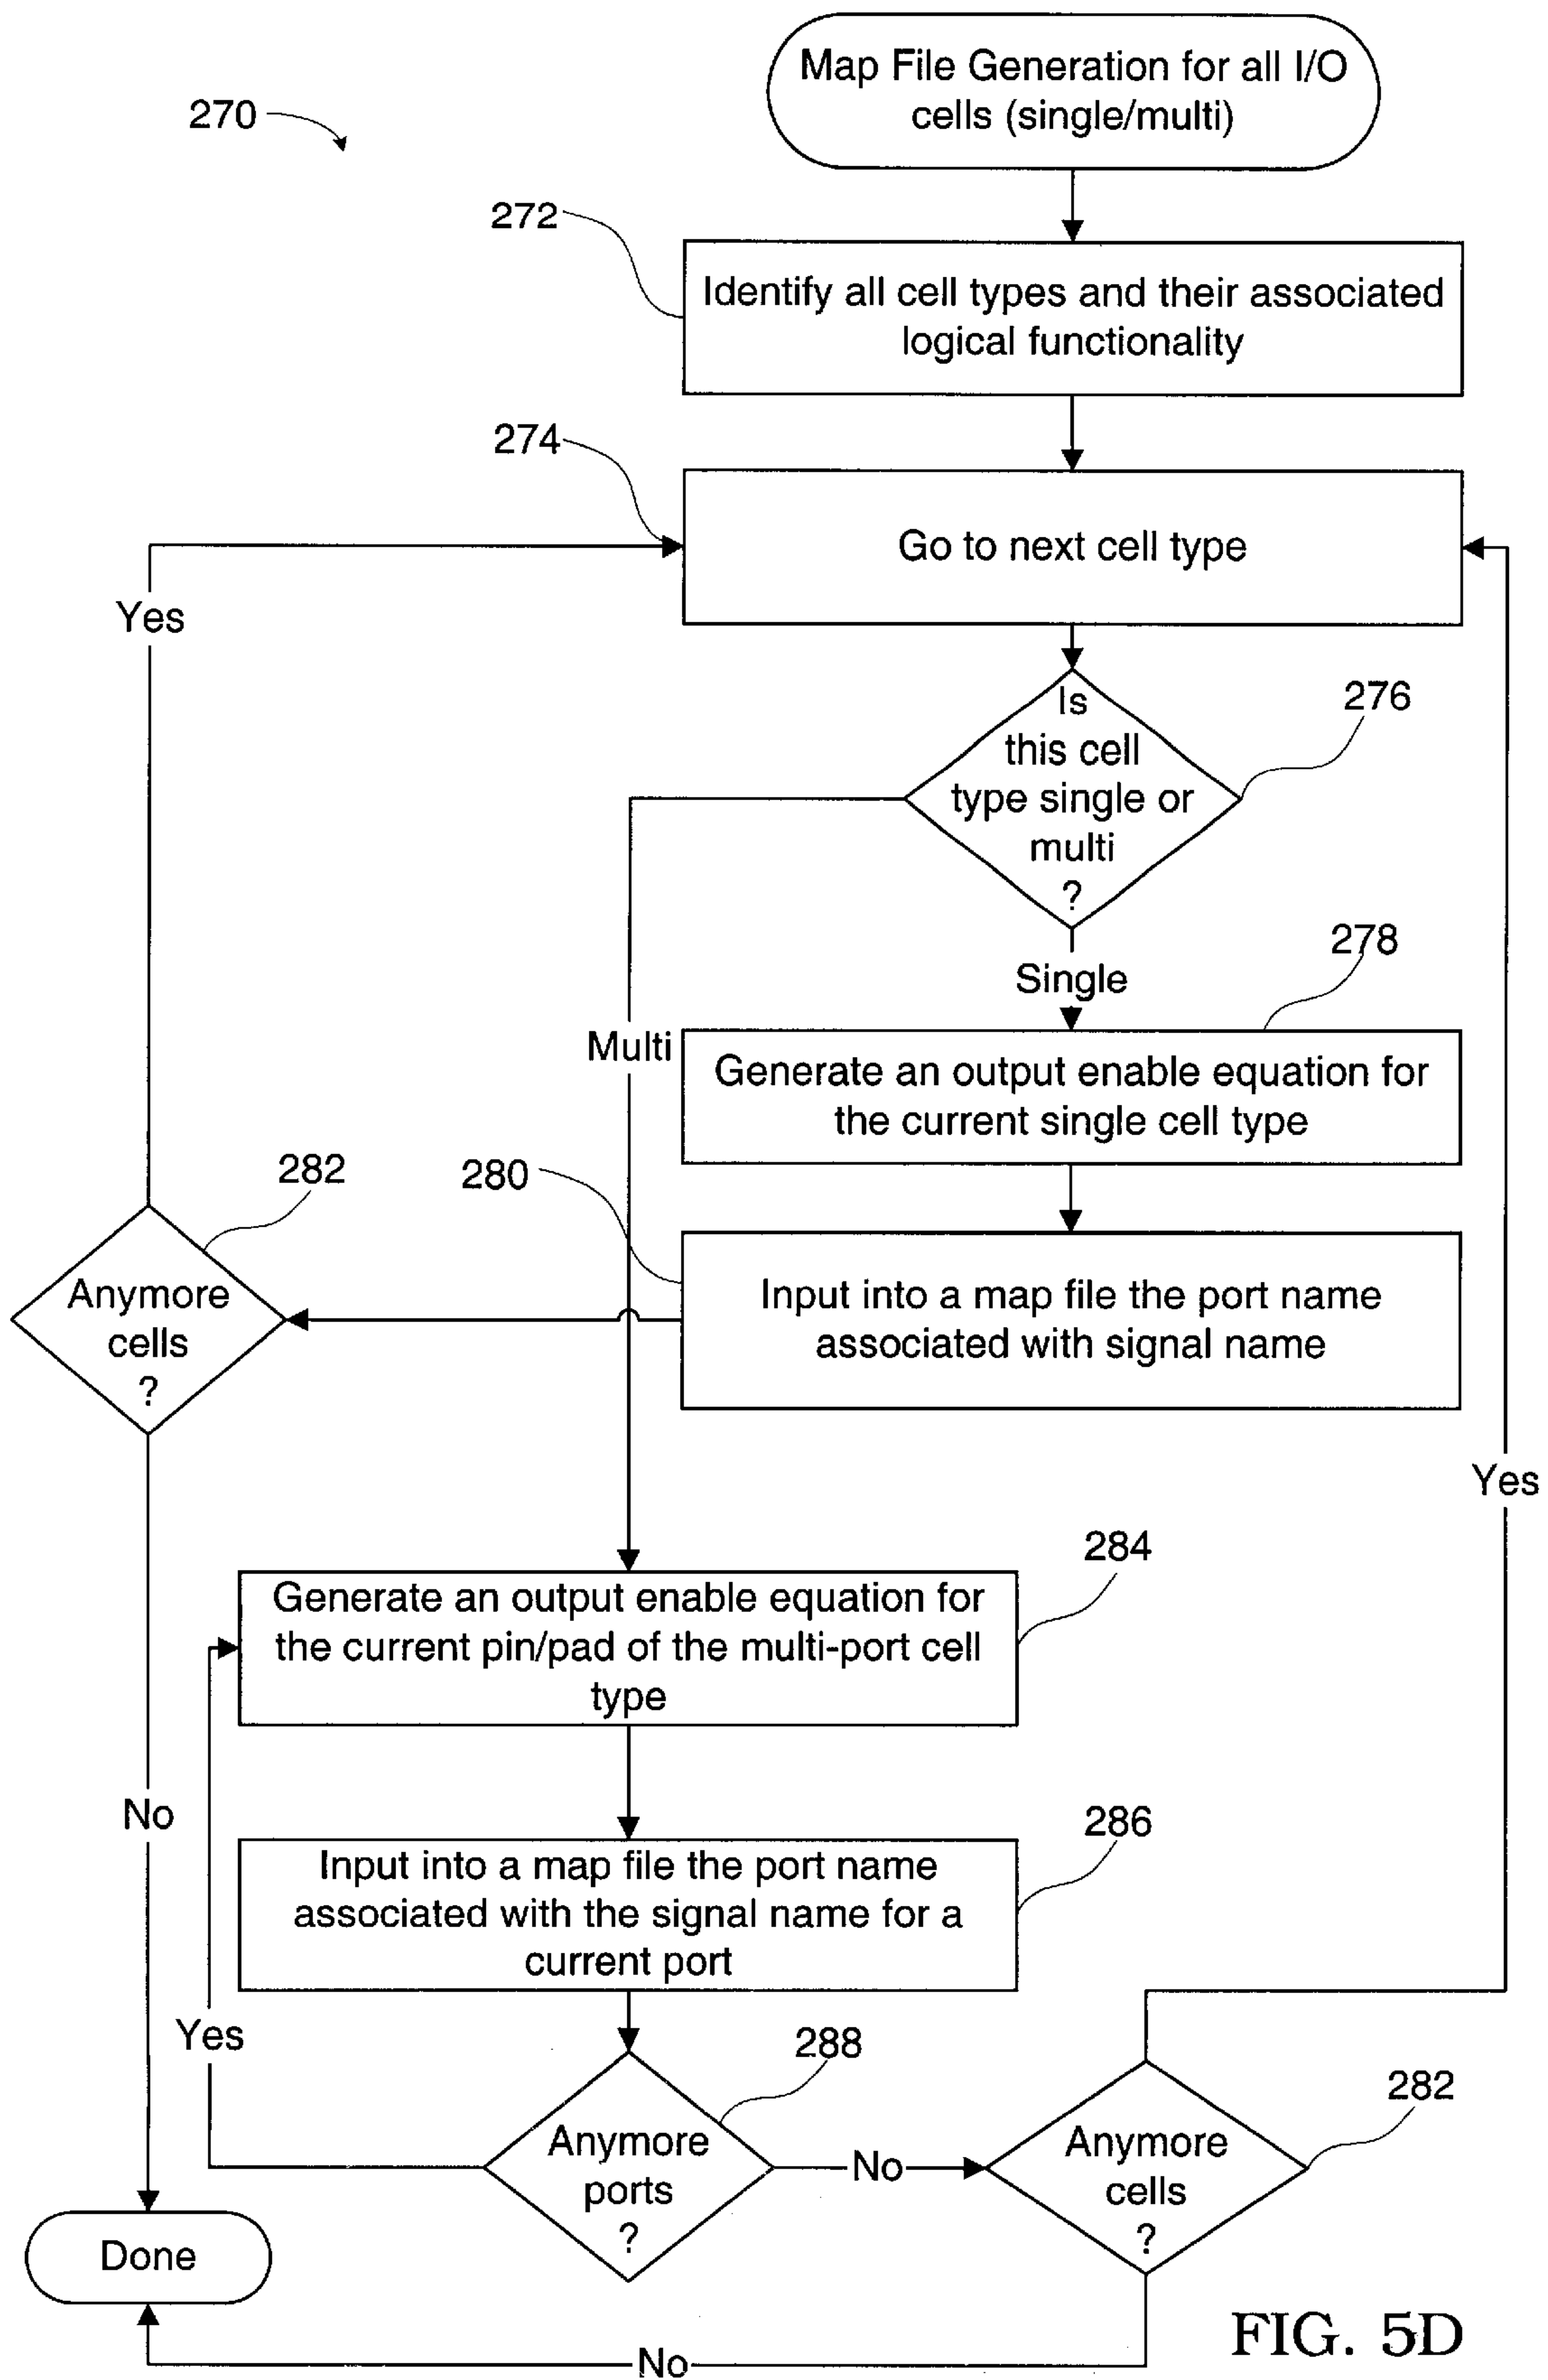 Map File Generation for all I/O
cells (single/multi)
270
272
Identify all cell types and their associated
logical functionality
274
Go to next cell type
Yes
Is
this cell
type single or
multi
?
276
Single
278
Multi
Generate an output enable equation for
the current single cell type
282
280
Anymore
cells
?
Input into a map file the port name
associated with signal name
Yes
284
Generate an output enable equation for
the current pin/pad of the multi-port cell
type
No
286
Input into a map file the port name
associated with the signal name for a
current port
Yes
288
282
Anymore
ports
?
No
Anymore
cells
?
Done
No
FIG. 5D